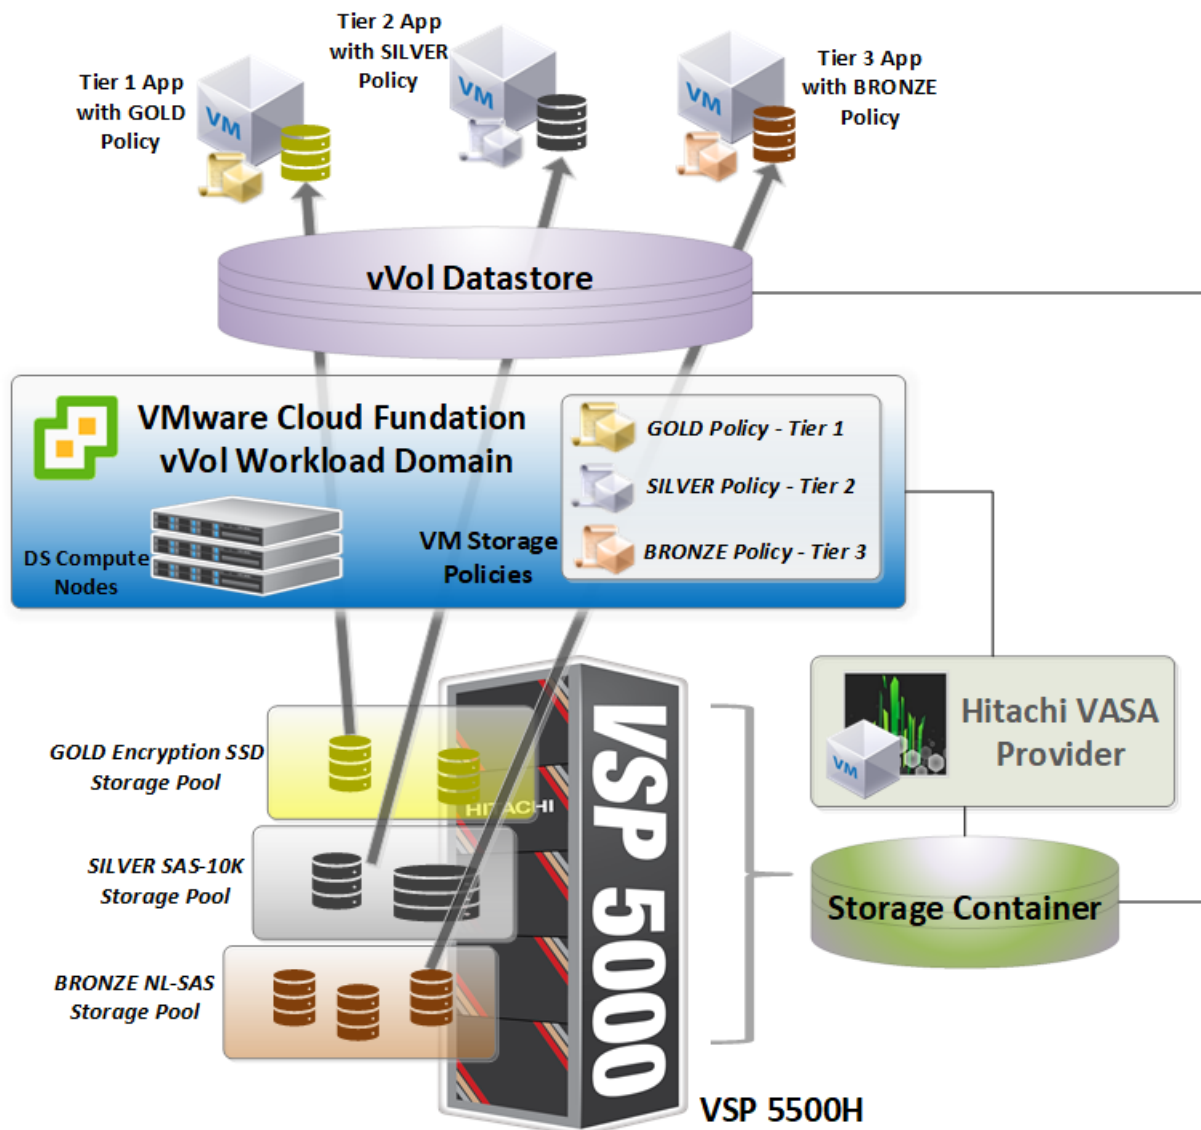 Tier 1 App
with GOLD
Policy
VM
Tier 2 App
with SILVER
Policy
VM
Tier 3 App
with BRONZE
Policy
VM
vVol Datastore
VMware Cloud Fundation
vVol Workload Domain
DS Compute
Nodes
VM Storage
Policies
GOLD Policy - Tier 1
SILVER Policy - Tier 2
BRONZE Policy - Tier 3
GOLD Encryption SSD
Storage Pool
SILVER SAS-10K
Storage Pool
BRONZE NL-SAS
Storage Pool
HITACHI
VSP 5000
VSP 5500H
VM
Hitachi VASA
Provider
Storage Container